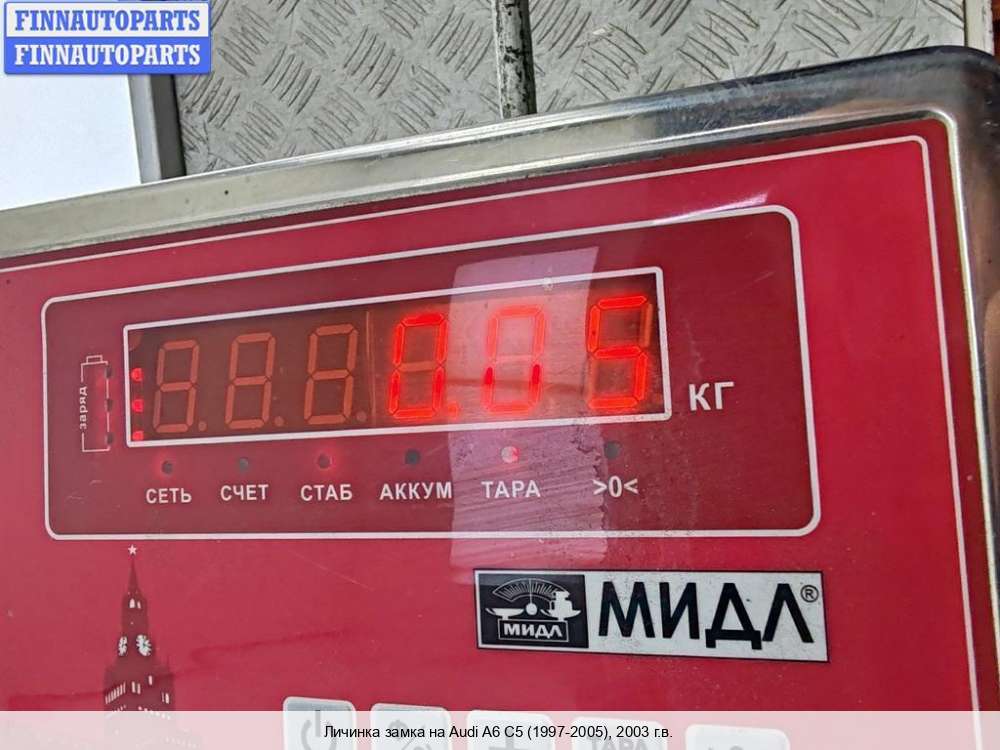 FINNAUTOPARTS
FINNAUTOPARTS
заряд
0.05
КГ
СЕТЬ СЧЕТ СТАБ АККУМ ТАРА >0<
МИДЛ МИДЛ®
ТАРА
Личинка замка на Audi A6 C5 (1997-2005), 2003 г.в.